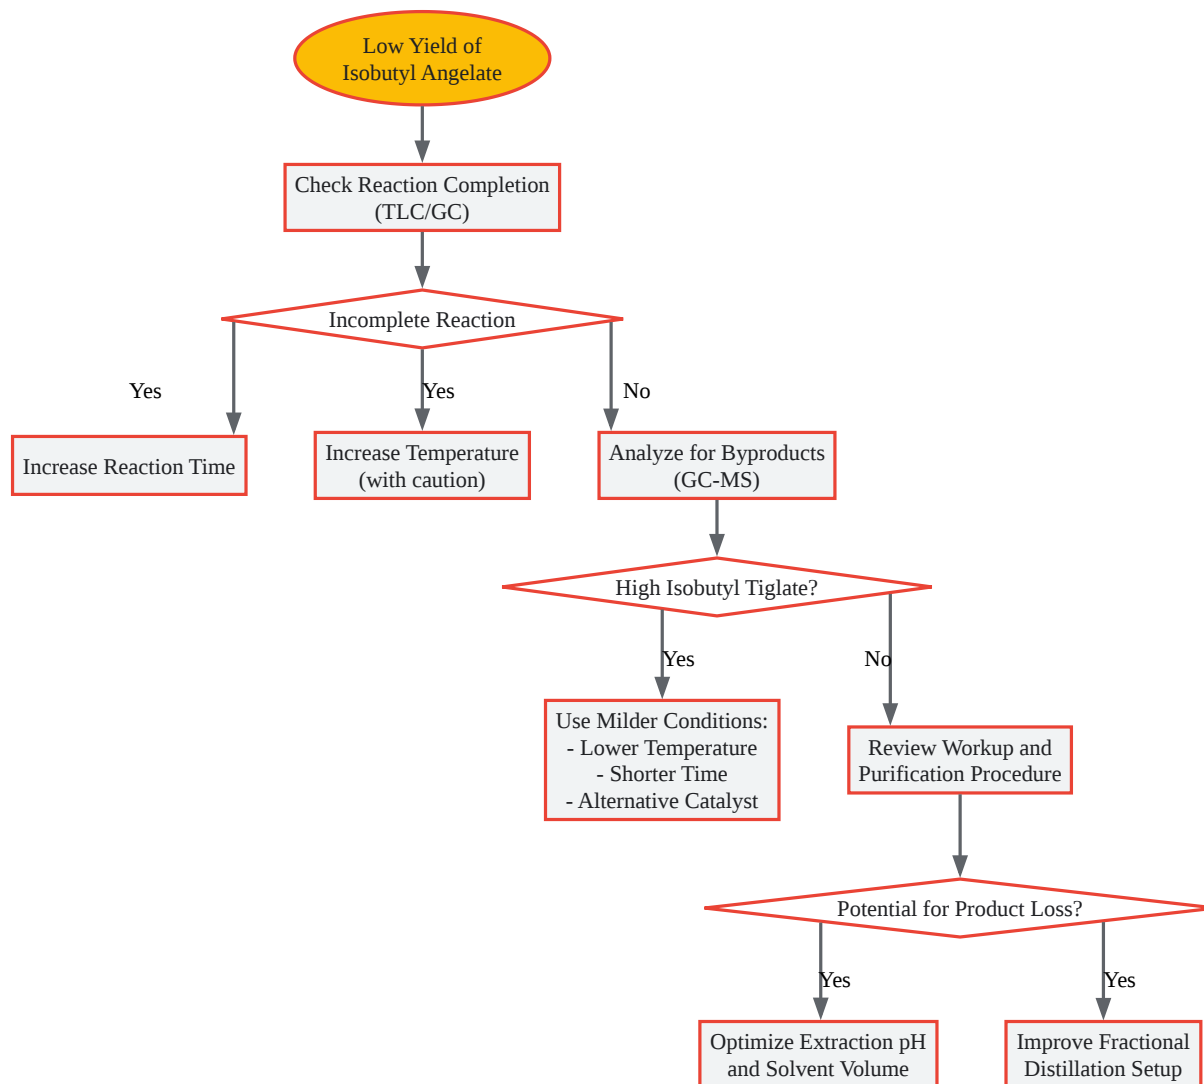 Low Yield of
Isobutyl Angelate
Check Reaction Completion
(TLC/GC)
Incomplete Reaction
Yes
Yes
No
Increase Reaction Time
Increase Temperature
(with caution)
Analyze for Byproducts
(GC-MS)
High Isobutyl Tiglate?
Yes
No
Use Milder Conditions:
- Lower Temperature
- Shorter Time
- Alternative Catalyst
Review Workup and
Purification Procedure
Potential for Product Loss?
Yes
Yes
Optimize Extraction pH
and Solvent Volume
Improve Fractional
Distillation Setup